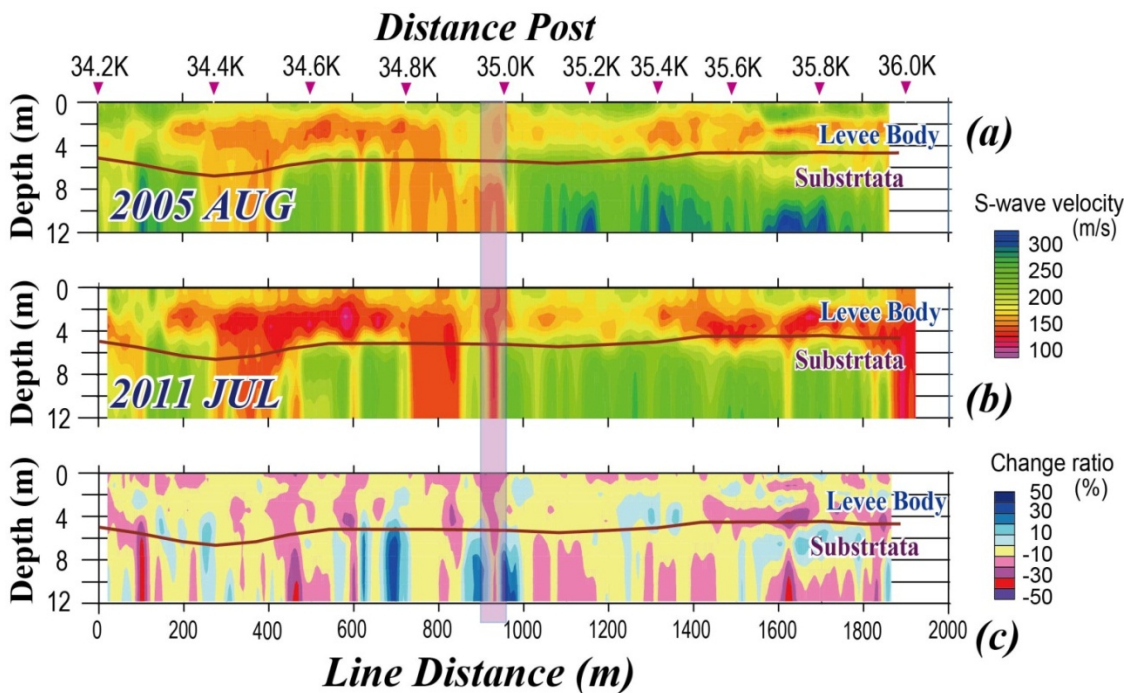 Distance Post
34.2K 34.4K 34.6K 34.8K 35.0K 35.2K 35.4K 35.6K 35.8K 36.0K
Depth (m)
0
4
8
12
2005 AUG
Levee Body
Substrtata
(a)
S-wave velocity
(m/s)
300
250
200
150
100
Depth (m)
0
4
8
12
2011 JUL
Levee Body
Substrtata
(b)
Depth (m)
0
4
8
12
Levee Body
Substrtata
Change ratio
(%)
50
30
10
-10
-30
-50
(c)
0 200 400 600 800 1000 1200 1400 1600 1800 2000
Line Distance (m)